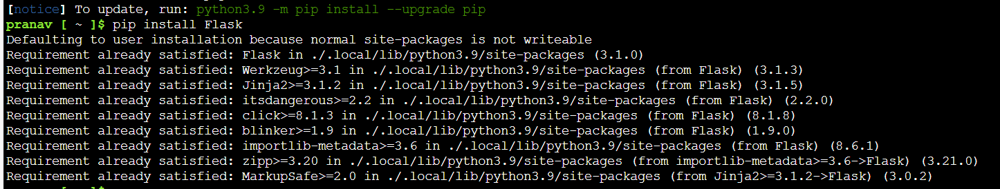 [notice] To update, run: python3.9 -m pip install --upgrade pip
pranav [ ~ ]$ pip install Flask
Defaulting to user installation because normal site-packages is not writeable
Requirement already satisfied: Flask in ./.local/lib/python3.9/site-packages (3.1.0)
Requirement already satisfied: Werkzeug>=3.1 in ./.local/lib/python3.9/site-packages (from Flask) (3.1.3)
Requirement already satisfied: Jinja2>=3.1.2 in ./.local/lib/python3.9/site-packages (from Flask) (3.1.5)
Requirement already satisfied: itsdangerous>=2.2 in ./.local/lib/python3.9/site-packages (from Flask) (2.2.0)
Requirement already satisfied: click>=8.1.3 in ./.local/lib/python3.9/site-packages (from Flask) (8.1.8)
Requirement already satisfied: blinker>=1.9 in ./.local/lib/python3.9/site-packages (from Flask) (1.9.0)
Requirement already satisfied: importlib-metadata>=3.6 in ./.local/lib/python3.9/site-packages (from Flask) (8.6.1)
Requirement already satisfied: zipp>=3.20 in ./.local/lib/python3.9/site-packages (from importlib-metadata>=3.6->Flask) (3.21.0)
Requirement already satisfied: MarkupSafe>=2.0 in ./.local/lib/python3.9/site-packages (from Jinja2>=3.1.2->Flask) (3.0.2)